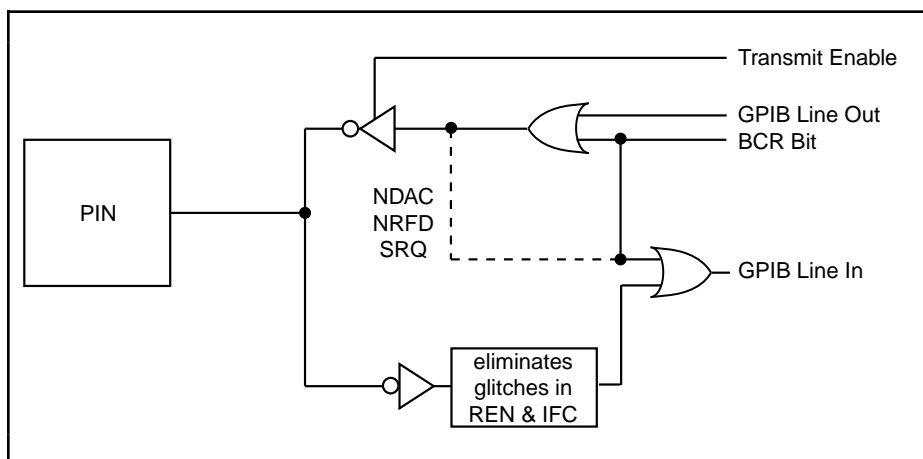 Transmit Enable
GPIB Line Out
BCR Bit
PIN
NDAC
NRFD
SRQ
GPIB Line In
eliminates
glitches in
REN & IFC